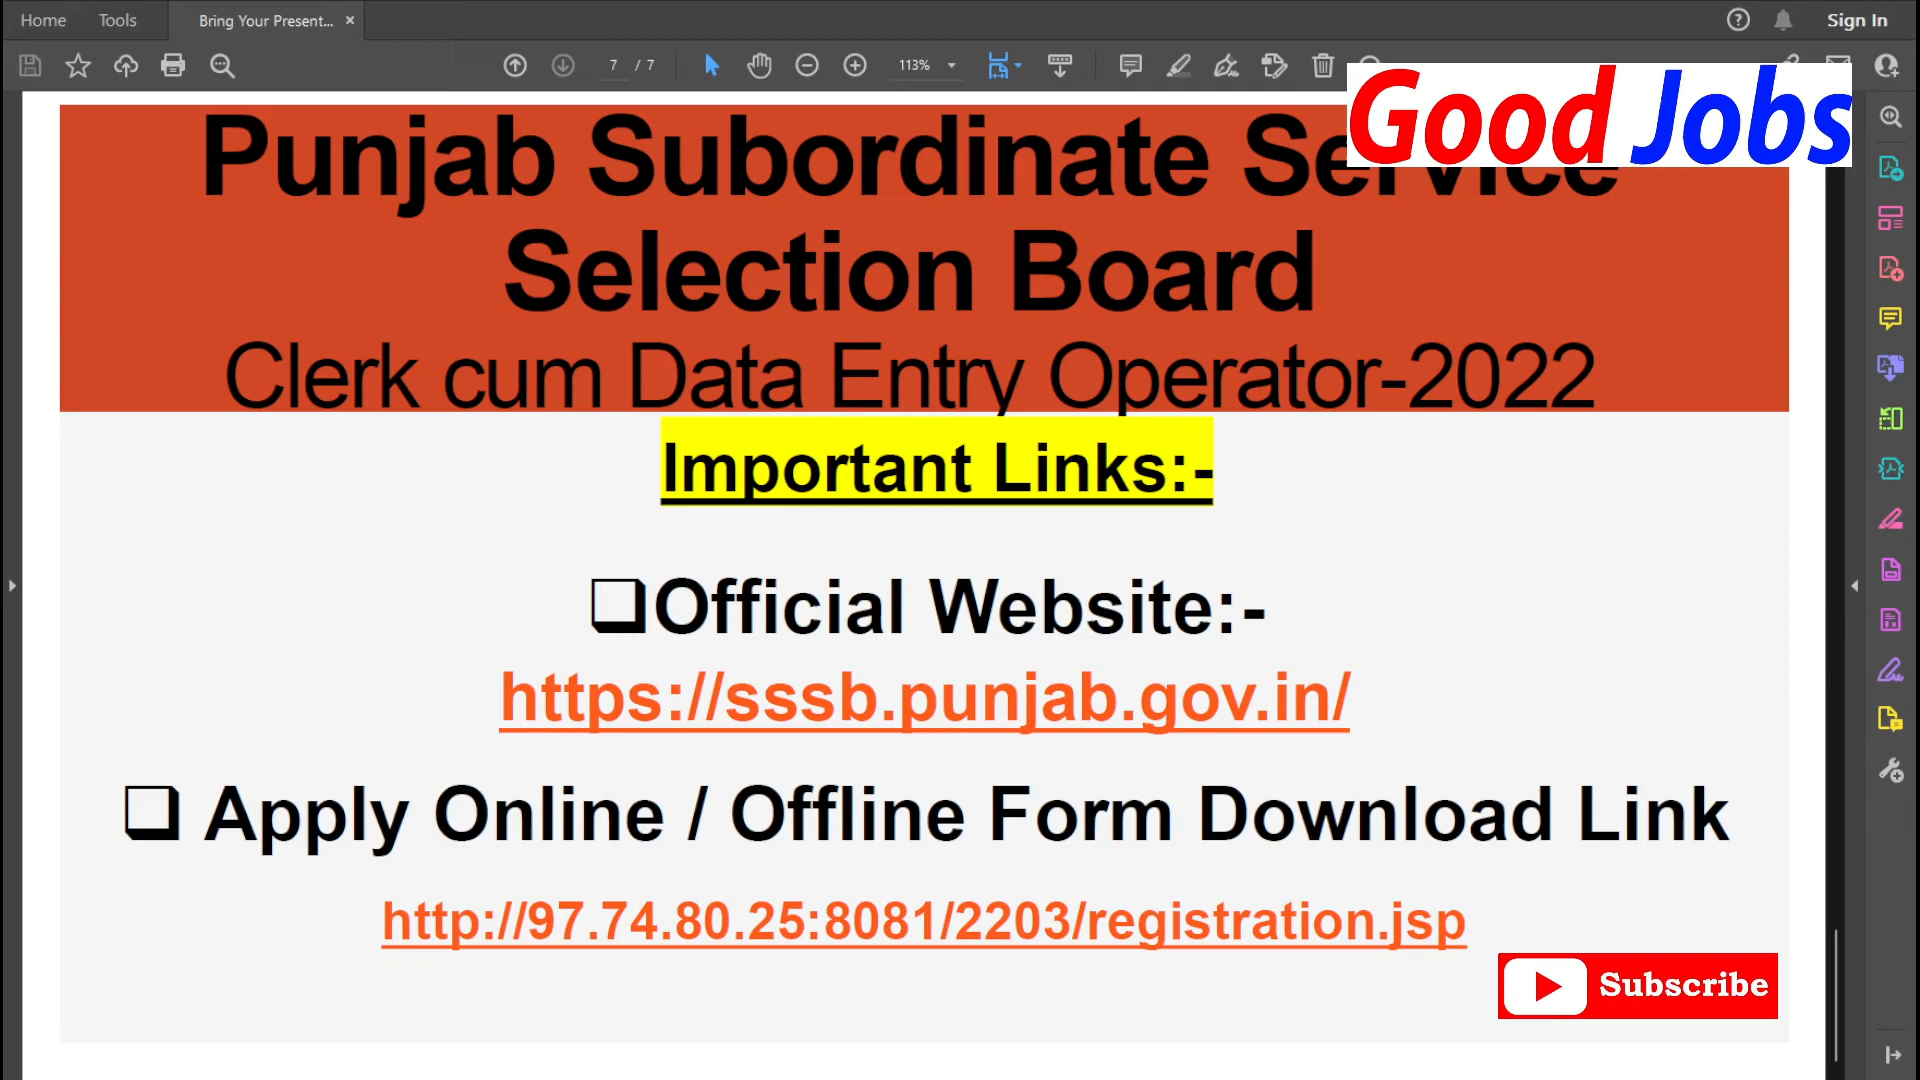 Home Tools Bring Your Present... × Sign In
7 / 7 113%
Good Jobs
Punjab Subordinate Service
Selection Board
Clerk cum Data Entry Operator-2022
Important Links:-
❑Official Website:-
https://sssb.punjab.gov.in/
❑ Apply Online / Offline Form Download Link
http://97.74.80.25:8081/2203/registration.jsp
Subscribe